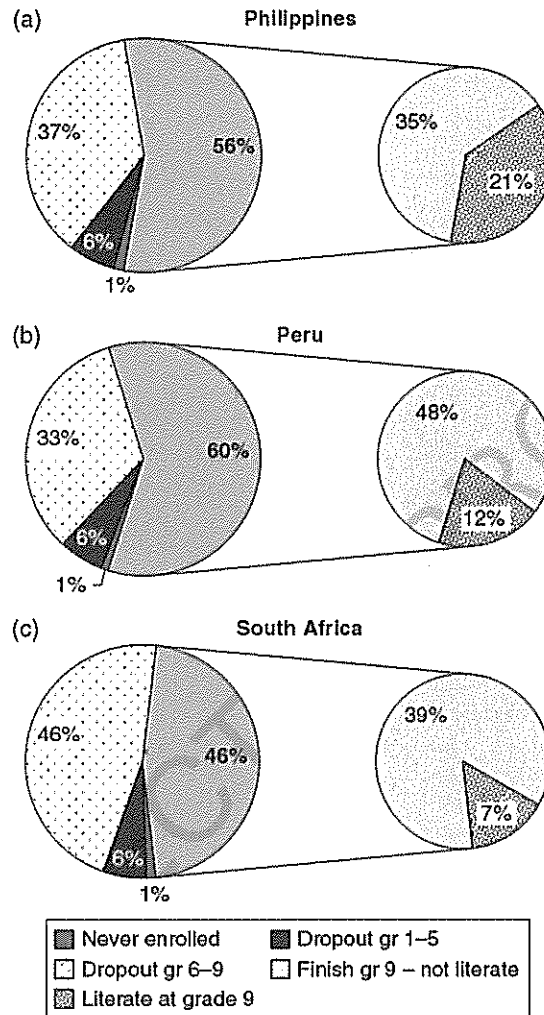 (a) Philippines
37%
56%
6%
1%
35%
21%
(b) Peru
33%
60%
6%
1%
48%
12%
(c) South Africa
46%
46%
6%
1%
39%
7%
Never enrolled
Dropout gr 1–5
Dropout gr 6–9
Finish gr 9 – not literate
Literate at grade 9